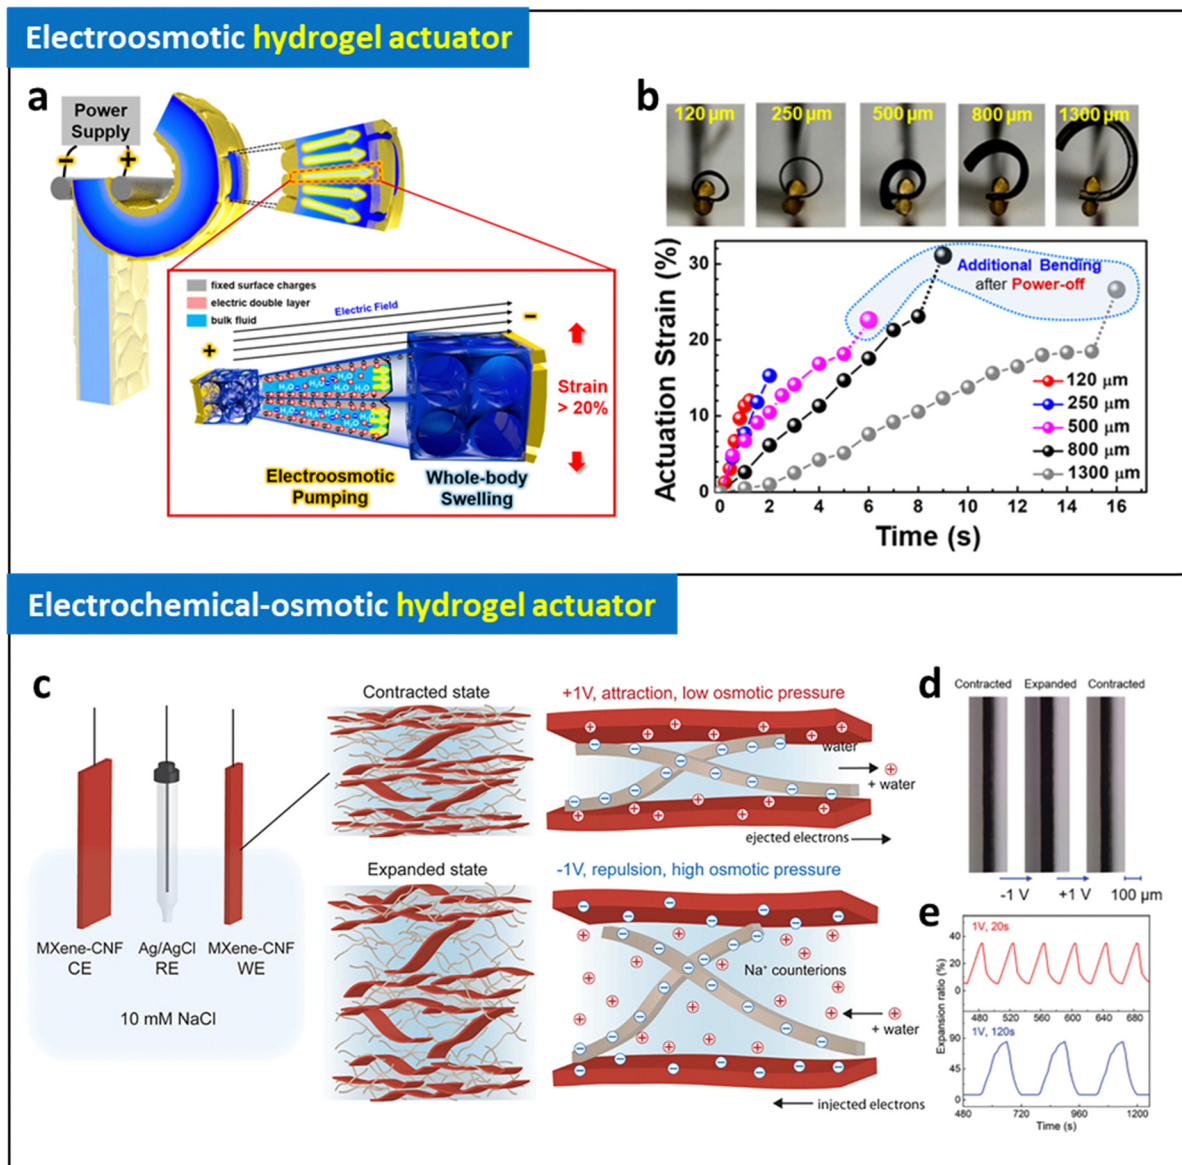 Electroosmotic hydrogel actuator
a
Power
Supply
−
+
fixed surface charges
electric double layer
bulk fluid
Electric Field
+
−
H₂O
H₂O
H₂O
H₂O
H₂O
H₂O
Strain
> 20%
Electroosmotic
Pumping
Whole-body
Swelling
b
120 μm
250 μm
500 μm
800 μm
1300 μm
Actuation Strain (%)
30
20
10
0
Additional Bending
after Power-off
120 μm
250 μm
500 μm
800 μm
1300 μm
0 2 4 6 8 10 12 14 16
Time (s)
Electrochemical-osmotic hydrogel actuator
c
MXene-CNF
CE
Ag/AgCl
RE
MXene-CNF
WE
10 mM NaCl
Contracted state
+1V, attraction, low osmotic pressure
water
+ water
ejected electrons
Expanded state
-1V, repulsion, high osmotic pressure
Na⁺ counterions
+ water
injected electrons
d
Contracted Expanded Contracted
-1 V
+1 V
100 μm
e
Expansion ratio (%)
1V, 20s
40
20
0
480 520 560 600 640 680
1V, 120s
90
45
0
480 720 960 1200
Time (s)